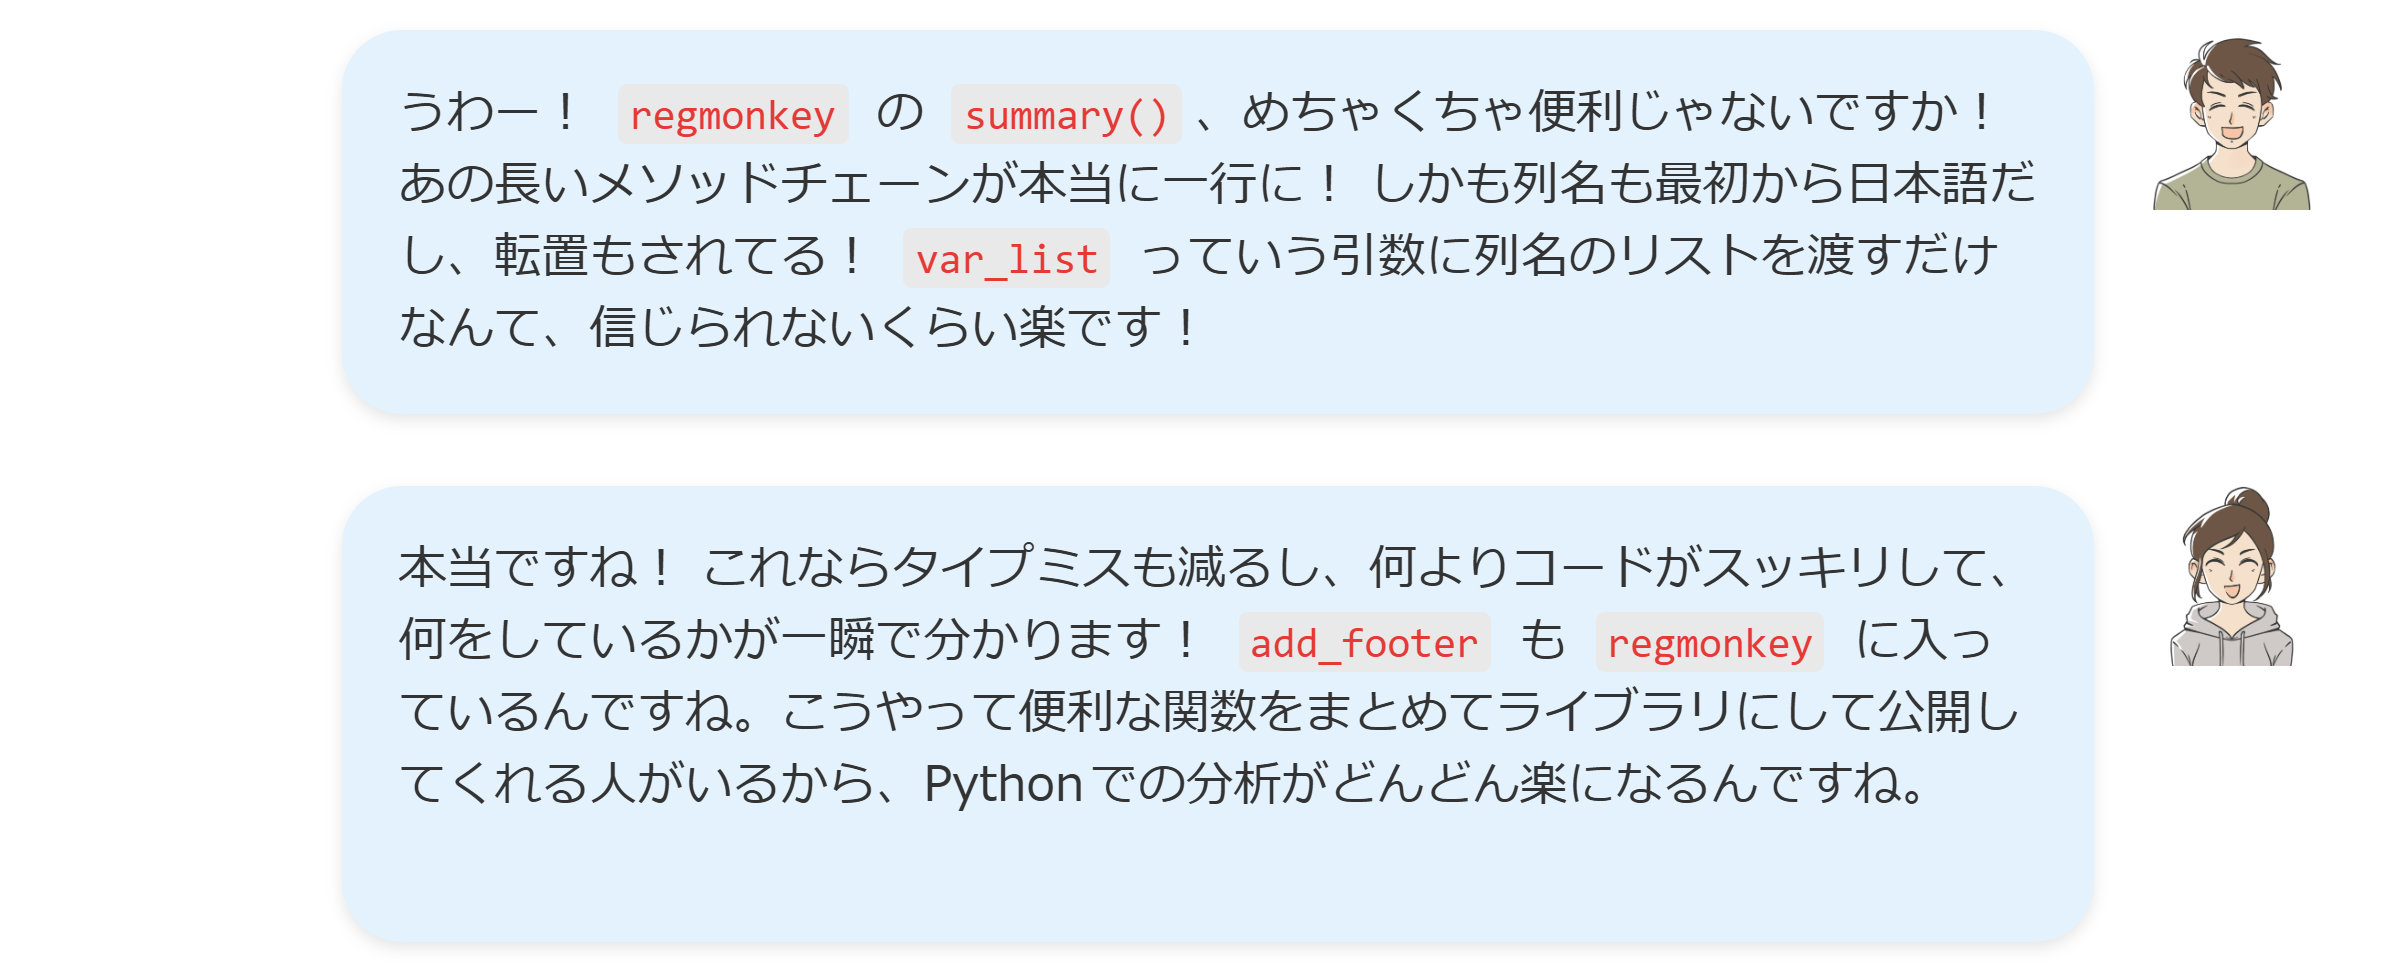 うわー！ regmonkey の summary() 、めちゃくちゃ便利じゃないですか！
あの長いメソッドチェーンが本当に一行に！ しかも列名も最初から日本語だ
し、転置もされてる！ var_list っていう引数に列名のリストを渡すだけ
なんて、信じられないくらい楽です！
本当ですね！ これならタイプミスも減るし、何よりコードがスッキリして、
何をしているかが一瞬で分かります！ add_footer も regmonkey に入っ
ているんですね。こうやって便利な関数をまとめてライブラリにして公開し
てくれる人がいるから、Pythonでの分析がどんどん楽になるんですね。